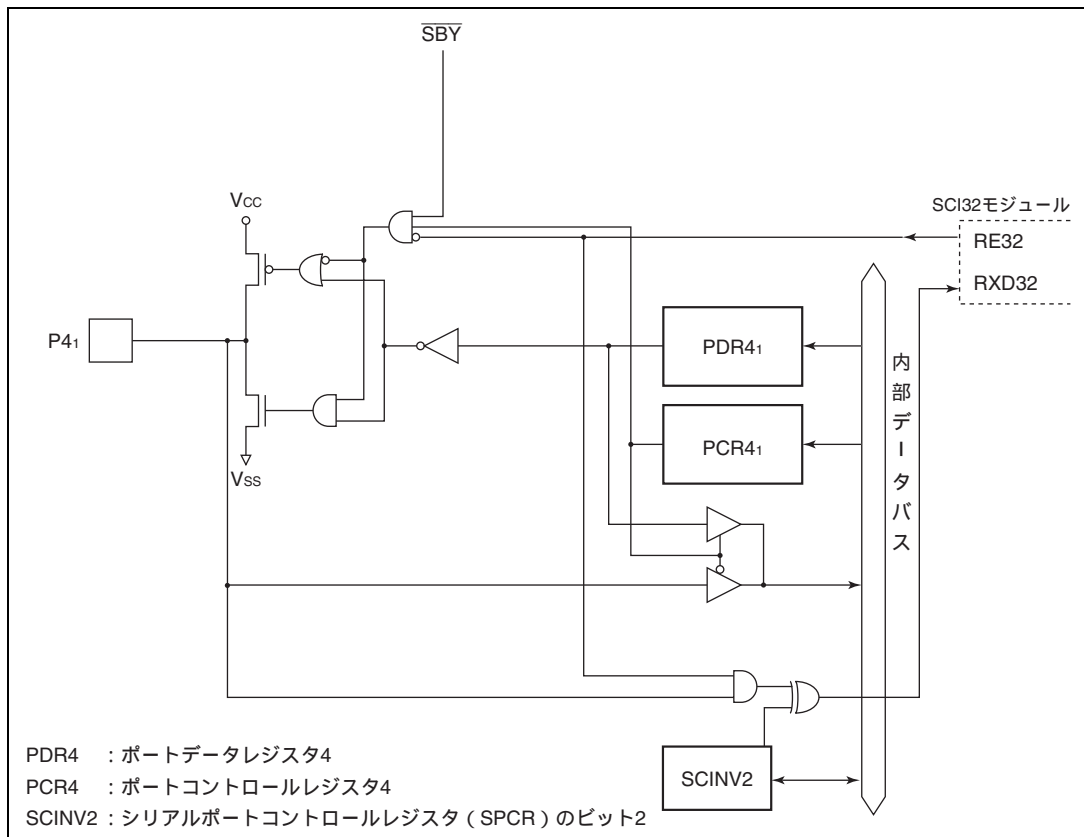 SBY
VCC
SCI32モジュール
RE32
RXD32
P41
PDR41
PCR41
VSS
内部データバス
SCINV2
PDR4 : ポートデータレジスタ4
PCR4 : ポートコントロールレジスタ4
SCINV2 : シリアルポートコントロールレジスタ（SPCR）のビット2